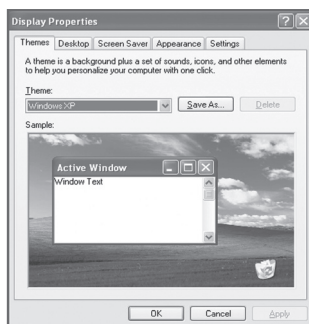 Display Properties
Themes Desktop Screen Saver Appearance Settings
A theme is a background plus a set of sounds, icons, and other elements
to help you personalize your computer with one click.
Theme:
Windows XP Save As... Delete
Sample:
Active Window
Window Text
OK Cancel Apply